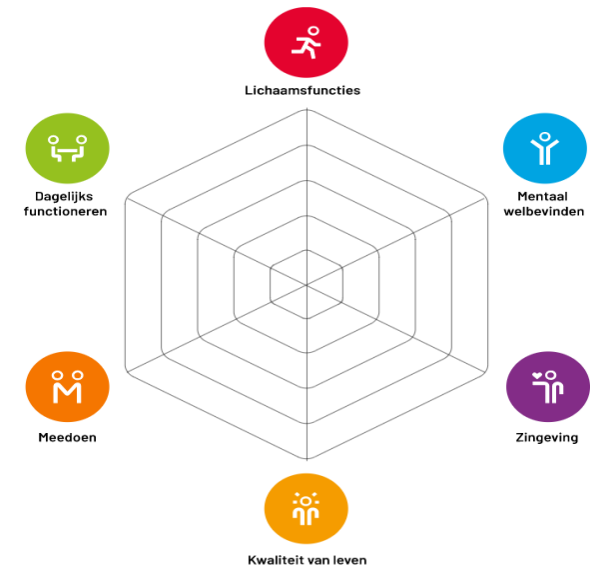 Lichaamsfuncties
Dagelijks
functioneren
Mentaal
welbevinden
Meedoen
Zingeving
Kwaliteit van leven